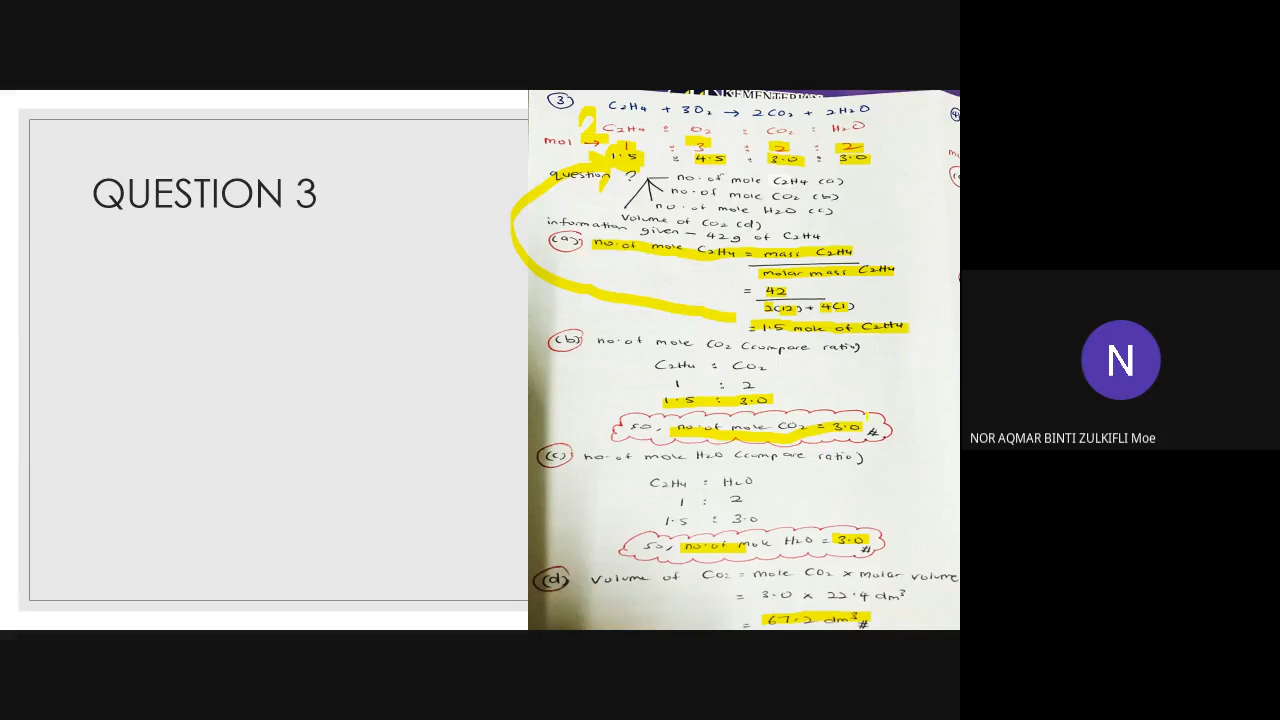 QUESTION 3
NKEMENTERIAN
3 C2H4 + 3O2 → 2CO2 + 2H2O
2 C2H4 : O2 : CO2 : H2O
mol → 1 : 3 : 2 : 2
1.5 : 4.5 : 3.0 : 3.0
question ? no. of mole C2H4 (a)
no. of mole CO2 (b)
no. of mole H2O (c)
Volume of CO2 (d)
information given - 42g of C2H4
(a) no. of mole C2H4 = mass C2H4
molar mass C2H4
= 42
2(12) + 4(1)
= 1.5 mole of C2H4
(b) no. of mole CO2 (compare ratio)
C2H4 : CO2
1 : 2
1.5 : 3.0
so, no. of mole CO2 = 3.0 #
(c) no. of mole H2O (compare ratio)
C2H4 : H2O
1 : 2
1.5 : 3.0
so, no. of mole H2O = 3.0 #
(d) Volume of CO2 = mole CO2 x molar volume
= 3.0 x 22.4 dm3
= 67.2 dm3 #
N
NOR AQMAR BINTI ZULKIFLI Moe